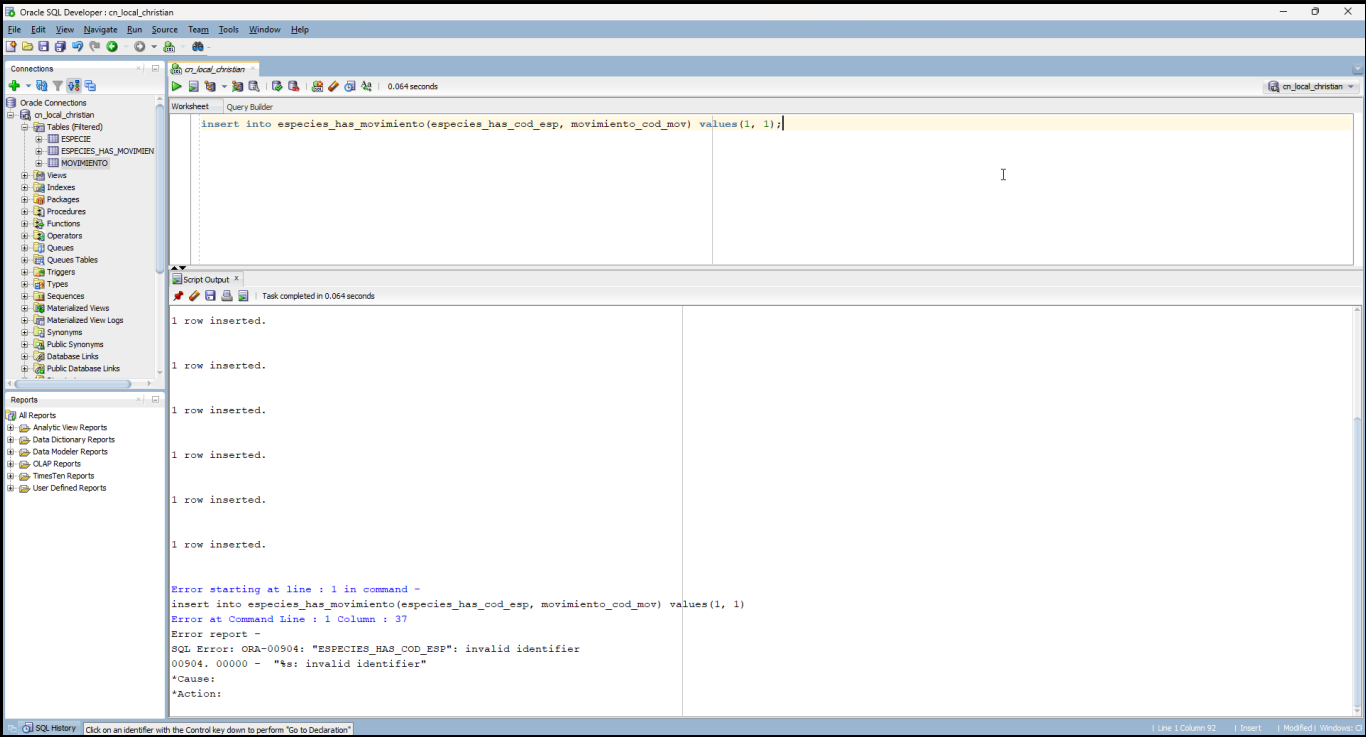 Oracle SQL Developer : cn_local_christian
File Edit View Navigate Run Source Team Tools Window Help
Connections
Oracle Connections
cn_local_christian
Tables (Filtered)
ESPECIE
ESPECIES_HAS_MOVIMIEN
MOVIMIENTO
Views
Indexes
Packages
Procedures
Functions
Operators
Queues
Queues Tables
Triggers
Types
Sequences
Materialized Views
Materialized View Logs
Synonyms
Public Synonyms
Database Links
Public Database Links
Reports
All Reports
Analytic View Reports
Data Dictionary Reports
Data Modeler Reports
OLAP Reports
TimesTen Reports
User Defined Reports
cn_local_christian
0.064 seconds
cn_local_christian
Worksheet Query Builder
insert into especies_has_movimiento(especies_has_cod_esp, movimiento_cod_mov) values(1, 1);
Script Output
Task completed in 0.064 seconds
1 row inserted.
1 row inserted.
1 row inserted.
1 row inserted.
1 row inserted.
1 row inserted.
Error starting at line : 1 in command -
insert into especies_has_movimiento(especies_has_cod_esp, movimiento_cod_mov) values(1, 1)
Error at Command Line : 1 Column : 37
Error report -
SQL Error: ORA-00904: "ESPECIES_HAS_COD_ESP": invalid identifier
00904. 00000 -  "%s: invalid identifier"
*Cause:
*Action:
SQL History Click on an identifier with the Control key down to perform "Go to Declaration"
| Line 1 Column 92 | Insert | Modified | Windows: Cl